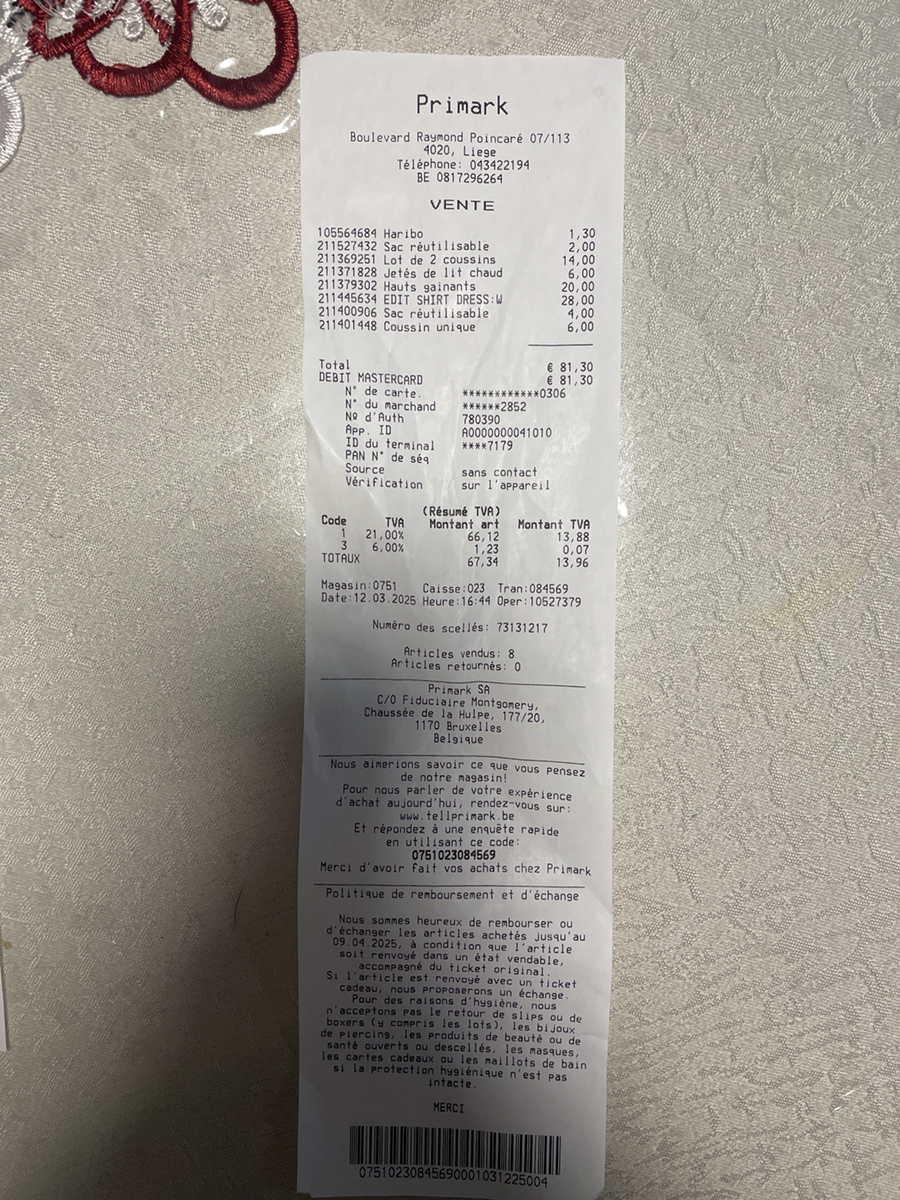 Primark
Boulevard Raymond Poincaré 07/113
4020, Liege
Téléphone: 043422194
BE 0817296264
VENTE
105564684 Haribo 1,30
211527432 Sac réutilisable 2,00
211369251 Lot de 2 coussins 14,00
211371828 Jetés de lit chaud 6,00
211379302 Hauts gainants 20,00
211445634 EDIT SHIRT DRESS:W 28,00
211400906 Sac réutilisable 4,00
211401448 Coussin unique 6,00
Total € 81,30
DEBIT MASTERCARD € 81,30
N° de carte. ************0306
N° du marchand ******2852
Nº d'Auth 780390
App. ID A0000000041010
ID du terminal ****7179
PAN N° de séq
Source sans contact
Vérification sur l'appareil
(Résumé TVA)
Code TVA Montant art Montant TVA
1 21,00% 66,12 13,88
3 6,00% 1,23 0,07
TOTAUX 67,34 13,96
Magasin:0751 Caisse:023 Tran:084569
Date:12.03.2025 Heure:16:44 Oper:10527379
Numéro des scellés: 73131217
Articles vendus: 8
Articles retournés: 0
Primark SA
C/O Fiduciaire Montgomery,
Chaussée de la Hulpe, 177/20,
1170 Bruxelles
Belgique
Nous aimerions savoir ce que vous pensez
de notre magasin!
Pour nous parler de votre expérience
d'achat aujourd'hui, rendez-vous sur:
www.tellprimark.be
Et répondez à une enquête rapide
en utilisant ce code:
0751023084569
Merci d'avoir fait vos achats chez Primark
Politique de remboursement et d'échange
Nous sommes heureux de rembourser ou
d'échanger les articles achetés jusqu'au
09.04.2025, à condition que l'article
soit renvoyé dans un état vendable,
accompagné du ticket original.
Si l'article est renvoyé avec un ticket
cadeau, nous proposerons un échange.
Pour des raisons d'hygiène, nous
n'acceptons pas le retour de slips ou de
boxers (y compris les lots), les bijoux
de piercing, les produits de beauté ou de
santé ouverts ou descellés, les masques,
les cartes cadeaux ou les maillots de bain
si la protection hygiénique n'est pas
intacte.
MERCI
07510230845690001031225004